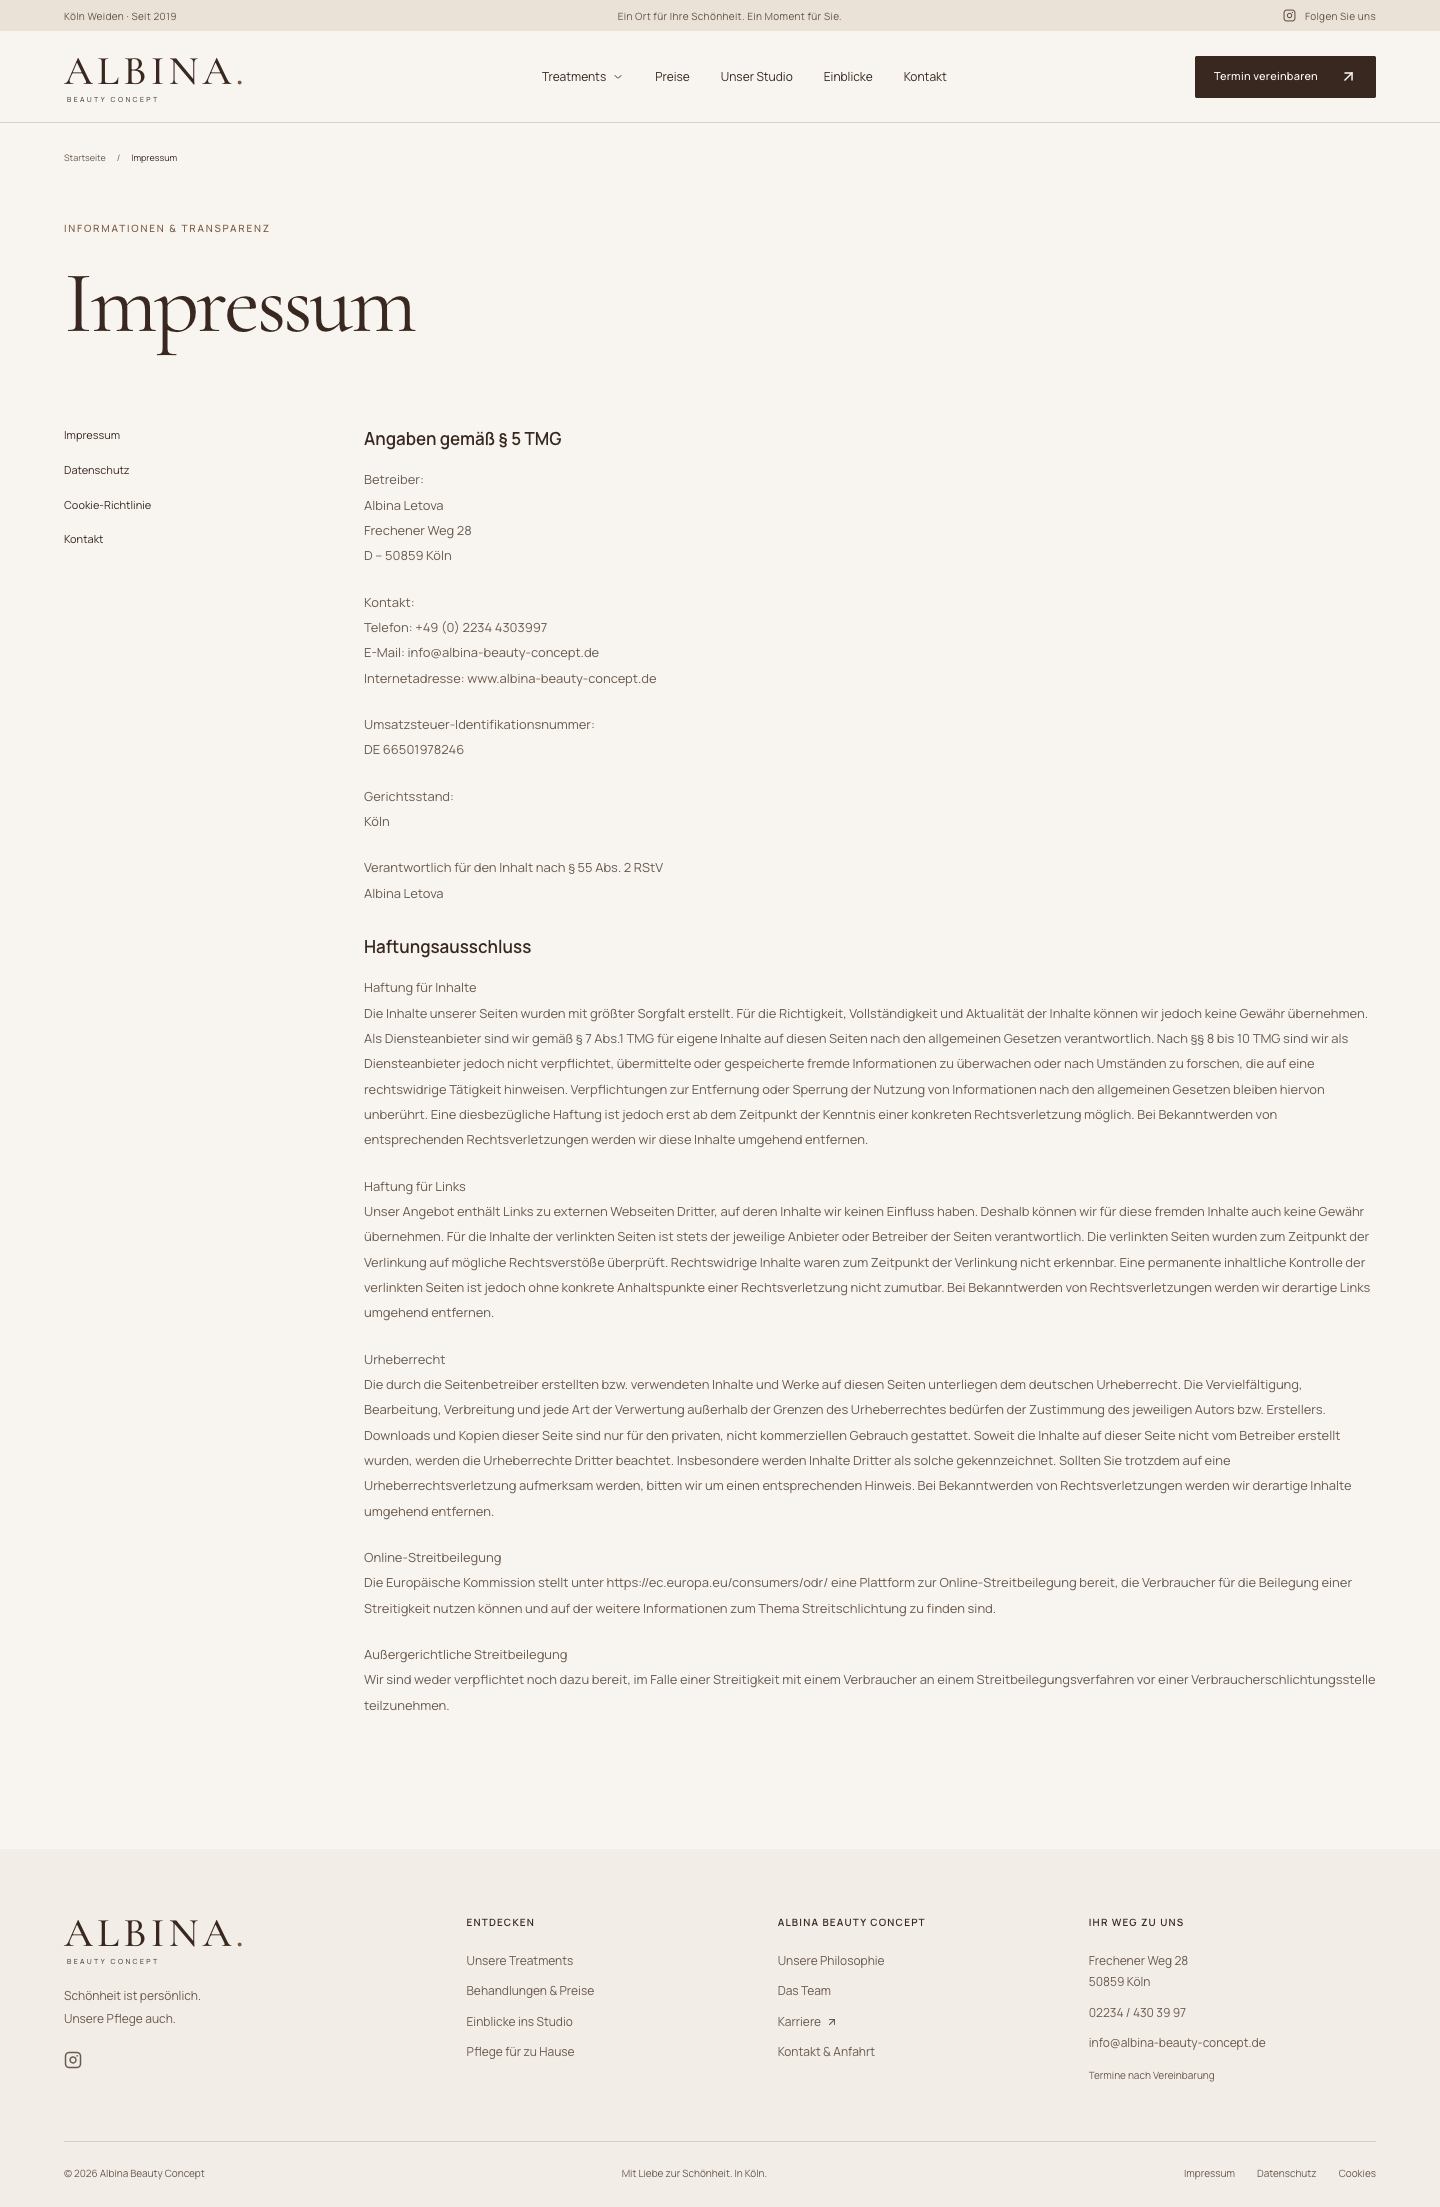 Köln Weiden · Seit 2019
Ein Ort für Ihre Schönheit. Ein Moment für Sie.
Folgen Sie uns
ALBINA.
BEAUTY CONCEPT
Treatments
Preise
Unser Studio
Einblicke
Kontakt
Termin vereinbaren
Startseite / Impressum
INFORMATIONEN & TRANSPARENZ
Impressum
Impressum
Datenschutz
Cookie-Richtlinie
Kontakt
Angaben gemäß § 5 TMG
Betreiber:
Albina Letova
Frechener Weg 28
D – 50859 Köln
Kontakt:
Telefon: +49 (0) 2234 4303997
E-Mail: info@albina-beauty-concept.de
Internetadresse: www.albina-beauty-concept.de
Umsatzsteuer-Identifikationsnummer:
DE 66501978246
Gerichtsstand:
Köln
Verantwortlich für den Inhalt nach § 55 Abs. 2 RStV
Albina Letova
Haftungsausschluss
Haftung für Inhalte
Die Inhalte unserer Seiten wurden mit größter Sorgfalt erstellt. Für die Richtigkeit, Vollständigkeit und Aktualität der Inhalte können wir jedoch keine Gewähr übernehmen.
Als Diensteanbieter sind wir gemäß § 7 Abs.1 TMG für eigene Inhalte auf diesen Seiten nach den allgemeinen Gesetzen verantwortlich. Nach §§ 8 bis 10 TMG sind wir als
Diensteanbieter jedoch nicht verpflichtet, übermittelte oder gespeicherte fremde Informationen zu überwachen oder nach Umständen zu forschen, die auf eine
rechtswidrige Tätigkeit hinweisen. Verpflichtungen zur Entfernung oder Sperrung der Nutzung von Informationen nach den allgemeinen Gesetzen bleiben hiervon
unberührt. Eine diesbezügliche Haftung ist jedoch erst ab dem Zeitpunkt der Kenntnis einer konkreten Rechtsverletzung möglich. Bei Bekanntwerden von
entsprechenden Rechtsverletzungen werden wir diese Inhalte umgehend entfernen.
Haftung für Links
Unser Angebot enthält Links zu externen Webseiten Dritter, auf deren Inhalte wir keinen Einfluss haben. Deshalb können wir für diese fremden Inhalte auch keine Gewähr
übernehmen. Für die Inhalte der verlinkten Seiten ist stets der jeweilige Anbieter oder Betreiber der Seiten verantwortlich. Die verlinkten Seiten wurden zum Zeitpunkt der
Verlinkung auf mögliche Rechtsverstöße überprüft. Rechtswidrige Inhalte waren zum Zeitpunkt der Verlinkung nicht erkennbar. Eine permanente inhaltliche Kontrolle der
verlinkten Seiten ist jedoch ohne konkrete Anhaltspunkte einer Rechtsverletzung nicht zumutbar. Bei Bekanntwerden von Rechtsverletzungen werden wir derartige Links
umgehend entfernen.
Urheberrecht
Die durch die Seitenbetreiber erstellten bzw. verwendeten Inhalte und Werke auf diesen Seiten unterliegen dem deutschen Urheberrecht. Die Vervielfältigung,
Bearbeitung, Verbreitung und jede Art der Verwertung außerhalb der Grenzen des Urheberrechtes bedürfen der Zustimmung des jeweiligen Autors bzw. Erstellers.
Downloads und Kopien dieser Seite sind nur für den privaten, nicht kommerziellen Gebrauch gestattet. Soweit die Inhalte auf dieser Seite nicht vom Betreiber erstellt
wurden, werden die Urheberrechte Dritter beachtet. Insbesondere werden Inhalte Dritter als solche gekennzeichnet. Sollten Sie trotzdem auf eine
Urheberrechtsverletzung aufmerksam werden, bitten wir um einen entsprechenden Hinweis. Bei Bekanntwerden von Rechtsverletzungen werden wir derartige Inhalte
umgehend entfernen.
Online-Streitbeilegung
Die Europäische Kommission stellt unter https://ec.europa.eu/consumers/odr/ eine Plattform zur Online-Streitbeilegung bereit, die Verbraucher für die Beilegung einer
Streitigkeit nutzen können und auf der weitere Informationen zum Thema Streitschlichtung zu finden sind.
Außergerichtliche Streitbeilegung
Wir sind weder verpflichtet noch dazu bereit, im Falle einer Streitigkeit mit einem Verbraucher an einem Streitbeilegungsverfahren vor einer Verbraucherschlichtungsstelle
teilzunehmen.
ALBINA.
BEAUTY CONCEPT
Schönheit ist persönlich.
Unsere Pflege auch.
ENTDECKEN
Unsere Treatments
Behandlungen & Preise
Einblicke ins Studio
Pflege für zu Hause
ALBINA BEAUTY CONCEPT
Unsere Philosophie
Das Team
Karriere
Kontakt & Anfahrt
IHR WEG ZU UNS
Frechener Weg 28
50859 Köln
02234 / 430 39 97
info@albina-beauty-concept.de
Termine nach Vereinbarung
© 2026 Albina Beauty Concept
Mit Liebe zur Schönheit. In Köln.
Impressum
Datenschutz
Cookies